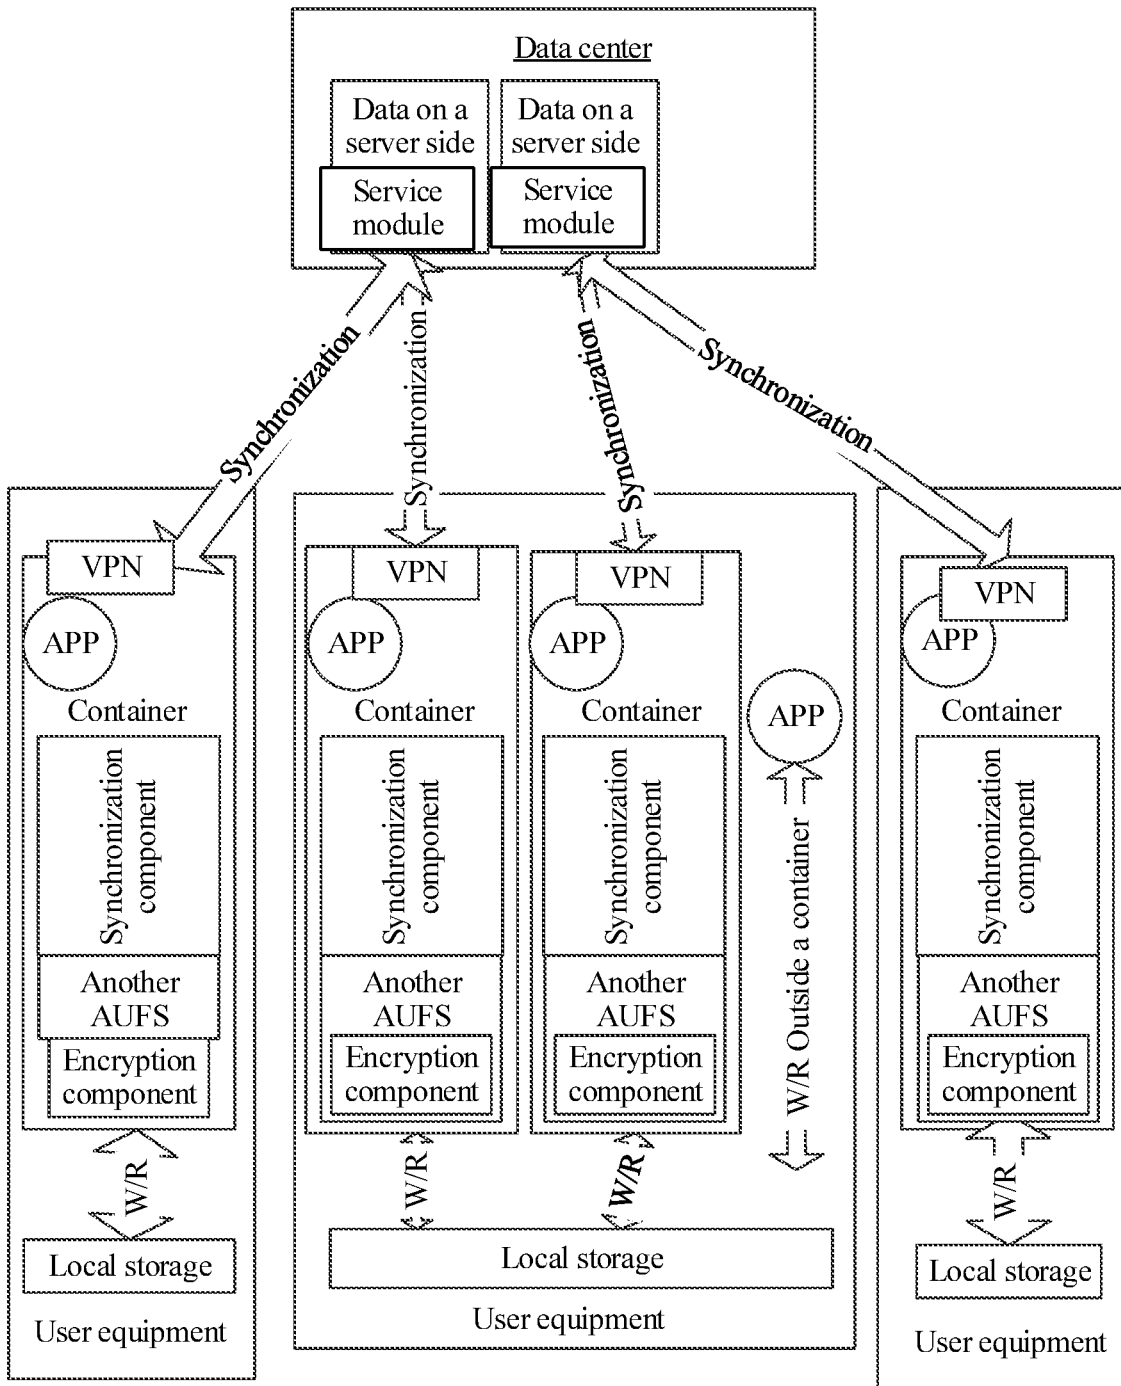 Data center
Data on a
server side
Service
module
Data on a
server side
Service
module
Synchronization
Synchronization
Synchronization
Synchronization
VPN
APP
Container
Synchronization
component
Another
AUFS
Encryption
component
W/R
Local storage
User equipment
VPN
APP
Container
Synchronization
component
Another
AUFS
Encryption
component
W/R
VPN
APP
Container
Synchronization
component
Another
AUFS
Encryption
component
W/R
APP
W/R Outside a container
Local storage
User equipment
VPN
APP
Container
Synchronization
component
Another
AUFS
Encryption
component
W/R
Local storage
User equipment